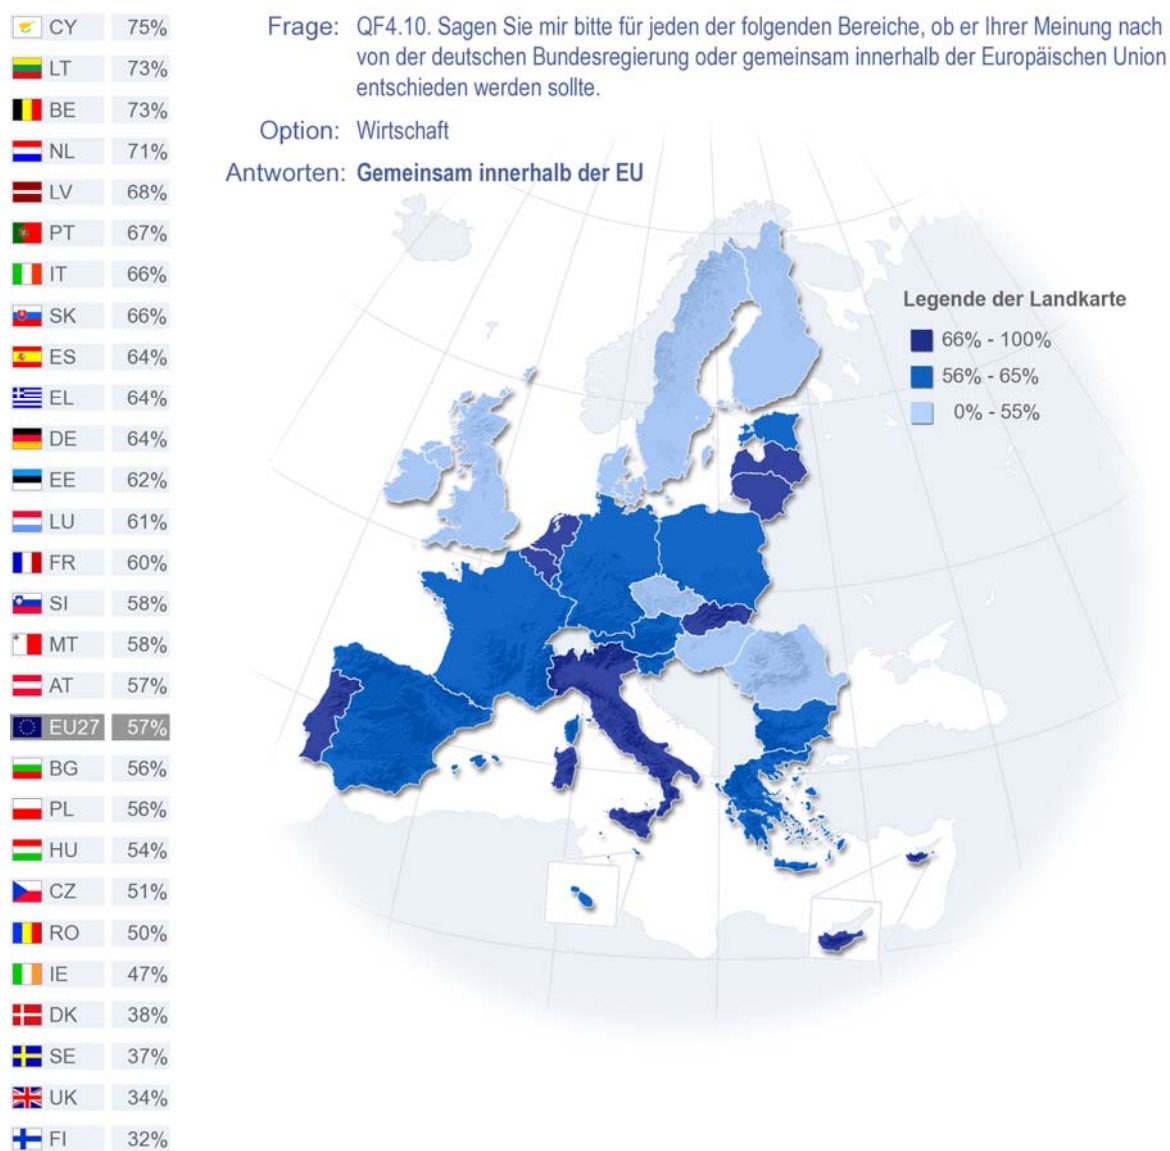 CY 75%
LT 73%
BE 73%
NL 71%
LV 68%
PT 67%
IT 66%
SK 66%
ES 64%
EL 64%
DE 64%
EE 62%
LU 61%
FR 60%
SI 58%
MT 58%
AT 57%
EU27 57%
BG 56%
PL 56%
HU 54%
CZ 51%
RO 50%
IE 47%
DK 38%
SE 37%
UK 34%
FI 32%
Frage: QF4.10. Sagen Sie mir bitte für jeden der folgenden Bereiche, ob er Ihrer Meinung nach
von der deutschen Bundesregierung oder gemeinsam innerhalb der Europäischen Union
entschieden werden sollte.
Option: Wirtschaft
Antworten: Gemeinsam innerhalb der EU
Legende der Landkarte
66% - 100%
56% - 65%
0% - 55%